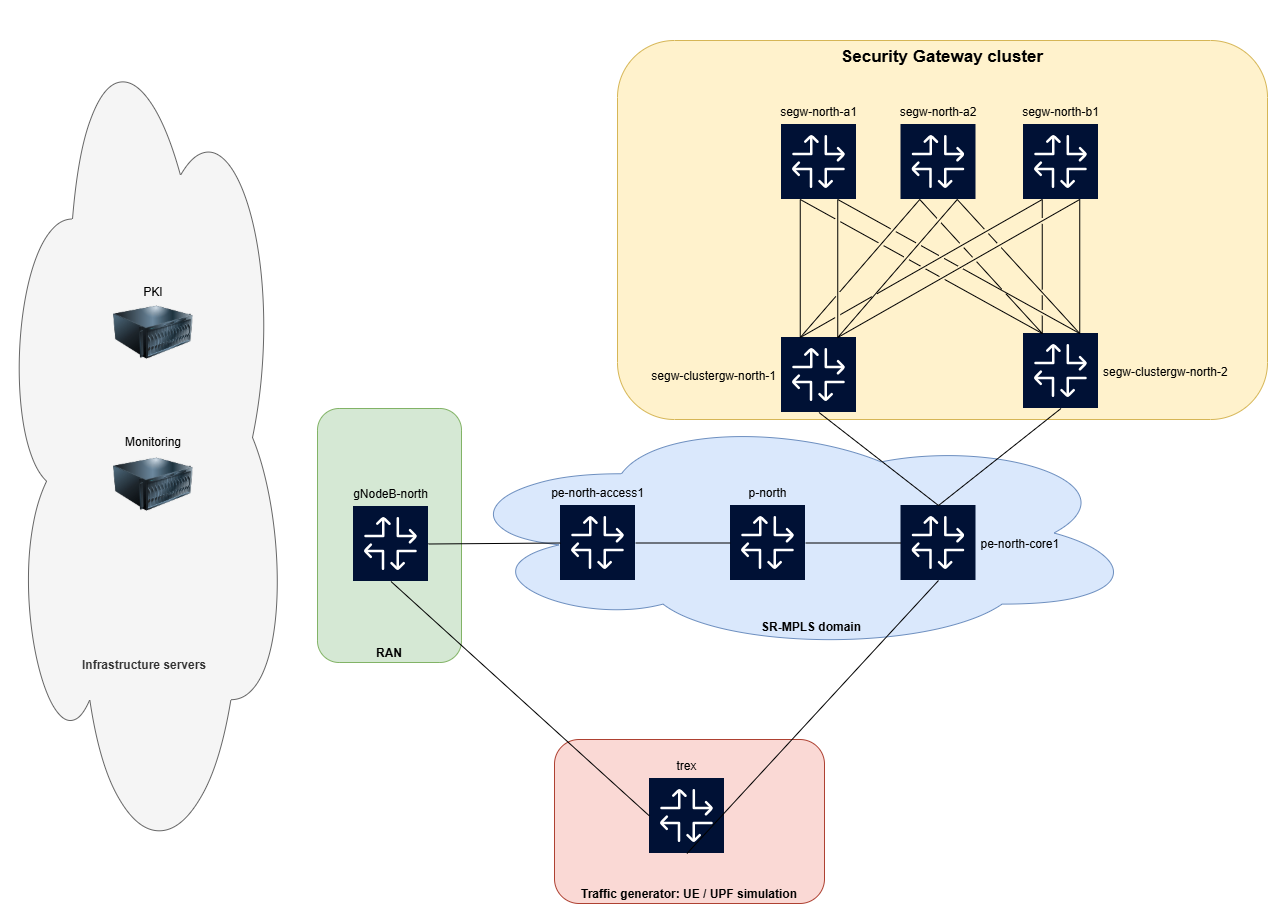 Security Gateway cluster
segw-north-a1
segw-north-a2
segw-north-b1
segw-clustergw-north-1
segw-clustergw-north-2
PKI
Monitoring
Infrastructure servers
gNodeB-north
RAN
pe-north-access1
p-north
pe-north-core1
SR-MPLS domain
trex
Traffic generator: UE / UPF simulation